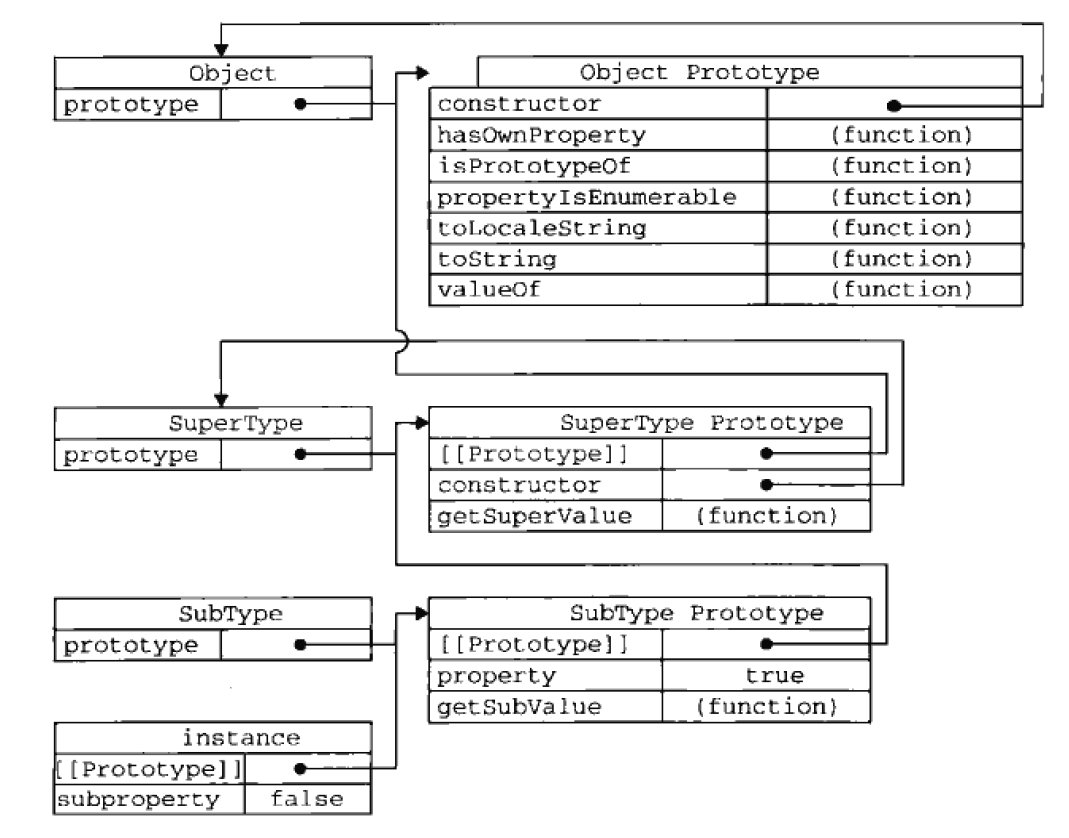 Object
prototype
Object Prototype
constructor
hasOwnProperty (function)
isPrototypeOf (function)
propertyIsEnumerable (function)
toLocaleString (function)
toString (function)
valueOf (function)
SuperType
prototype
SuperType Prototype
[[Prototype]]
constructor
getSuperValue (function)
SubType
prototype
SubType Prototype
[[Prototype]]
property true
getSubValue (function)
instance
[[Prototype]]
subproperty false